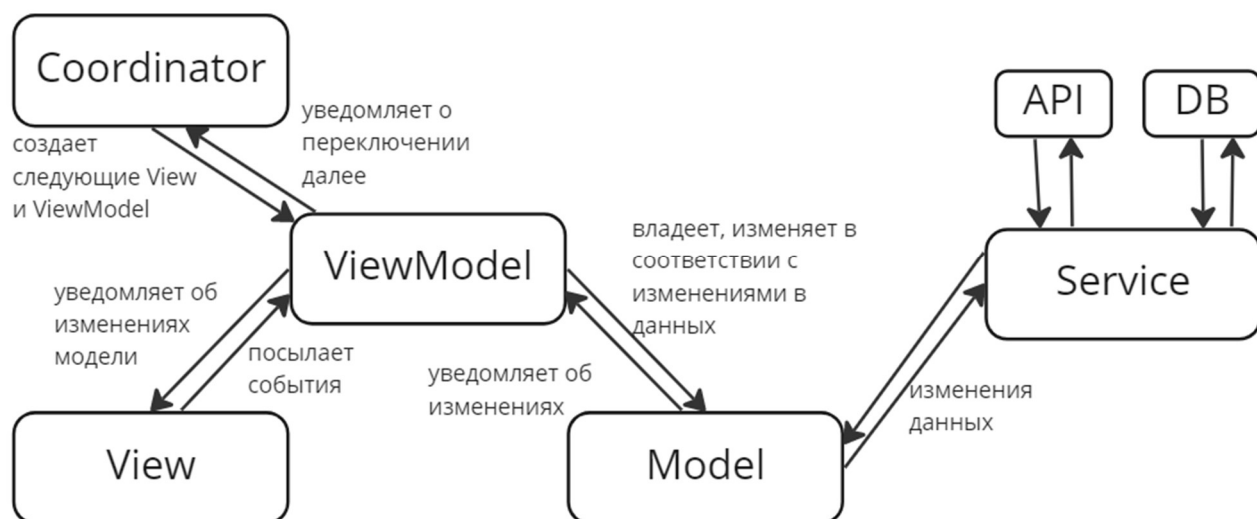 Coordinator
уведомляет о
переключении
далее
создает
следующие View
и ViewModel
API
DB
ViewModel
владеет, изменяет в
соответствии с
изменениями в
данных
Service
уведомляет об
изменениях
модели
посылает
события
уведомляет об
изменениях
изменения
данных
View
Model